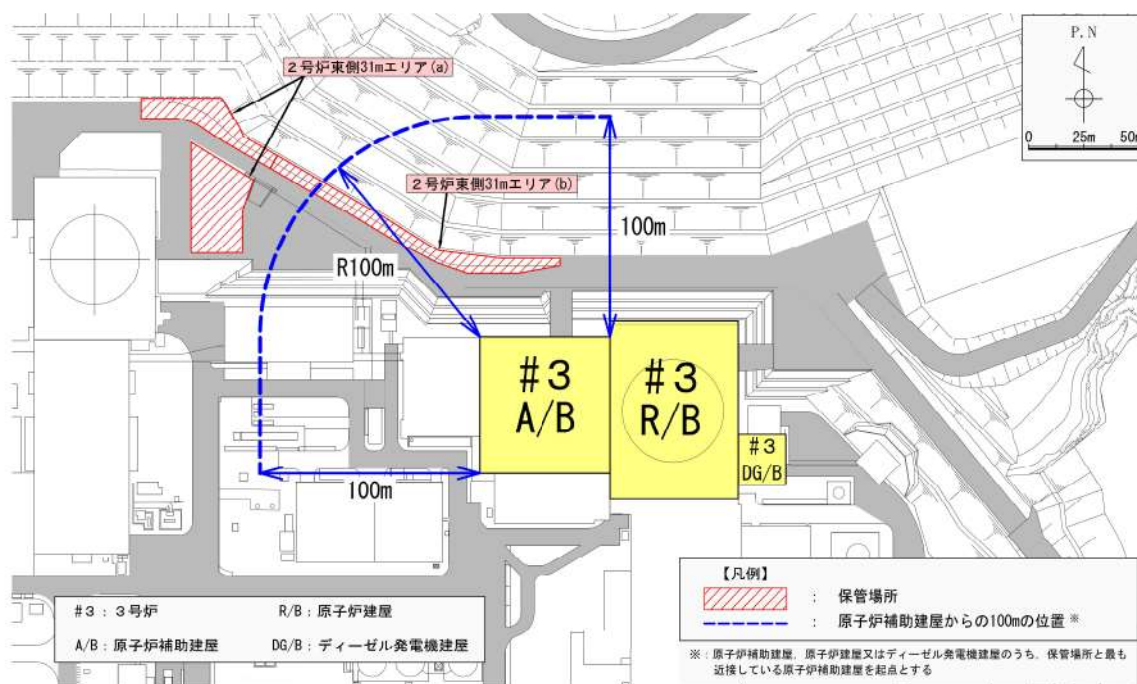 ２号炉東側31mエリア(a)
P.N
0 25m 50m
２号炉東側31mエリア(b)
100m
R100m
#3
A/B
#3
R/B
#3
DG/B
100m
#3：3号炉 R/B：原子炉建屋
A/B：原子炉補助建屋 DG/B：ディーゼル発電機建屋
【凡例】
： 保管場所
： 原子炉補助建屋からの100mの位置※
※：原子炉補助建屋，原子炉建屋又はディーゼル発電機建屋のうち，保管場所と最も
近接している原子炉補助建屋を起点とする